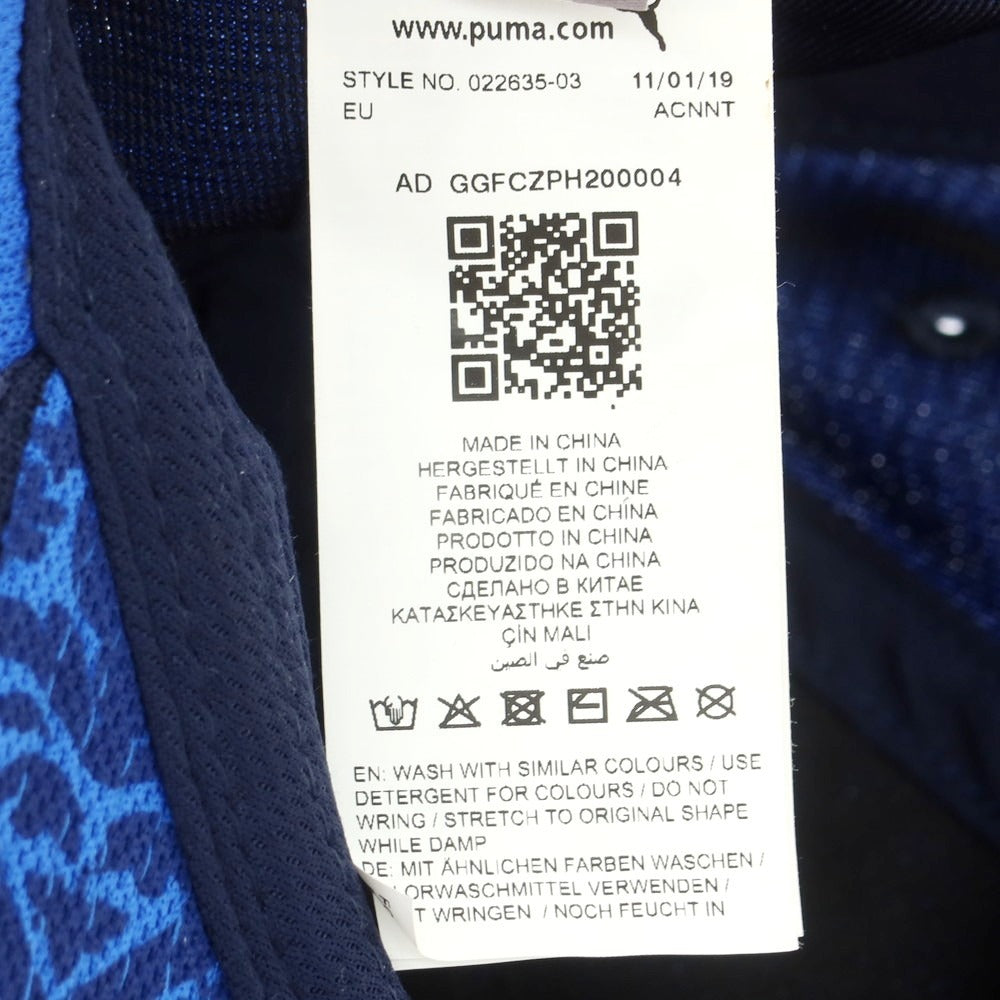 www.puma.com
STYLE NO. 022635-03 11/01/19
EU ACNNT
AD GGFCZPH200004
MADE IN CHINA
HERGESTELLT IN CHINA
FABRIQUÉ EN CHINE
FABRICADO EN CHINA
PRODOTTO IN CHINA
PRODUZIDO NA CHINA
СДЕЛАНО В КИТАЕ
ΚΑΤΑΣΚΕΥΑΣΤΗΚΕ ΣΤΗΝ ΚΙΝΑ
ÇİN MALI
صنع في الصين
EN: WASH WITH SIMILAR COLOURS / USE
DETERGENT FOR COLOURS / DO NOT
WRING / STRETCH TO ORIGINAL SHAPE
WHILE DAMP
DE: MIT ÄHNLICHEN FARBEN WASCHEN /
ORWASCHMITTEL VERWENDEN /
T WRINGEN / NOCH FEUCHT IN